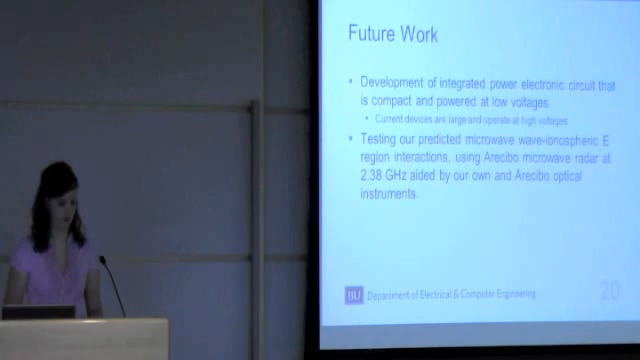 Future Work
• Development of integrated power electronic circuit that
is compact and powered at low voltages.
• Current devices are large and operate at high voltages
• Testing our predicted microwave wave-ionospheric E
region interactions, using Arecibo microwave radar at
2.38 GHz aided by our own and Arecibo optical
instruments.
BU Department of Electrical & Computer Engineering
20